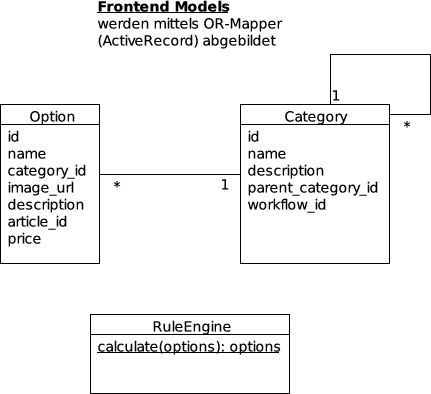 Frontend Models
werden mittels OR-Mapper
(ActiveRecord) abgebildet
1
*
Option
id
name
category_id
image_url
description
article_id
price
*
1
Category
id
name
description
parent_category_id
workflow_id
RuleEngine
calculate(options): options